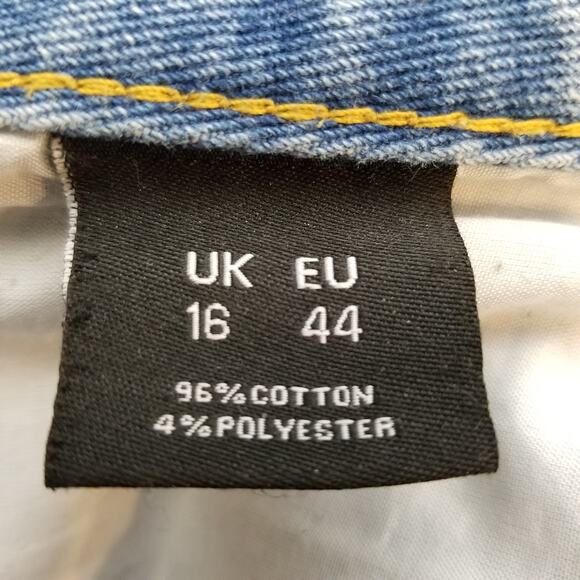 UK EU
16 44
96% COTTON
4% POLYESTER